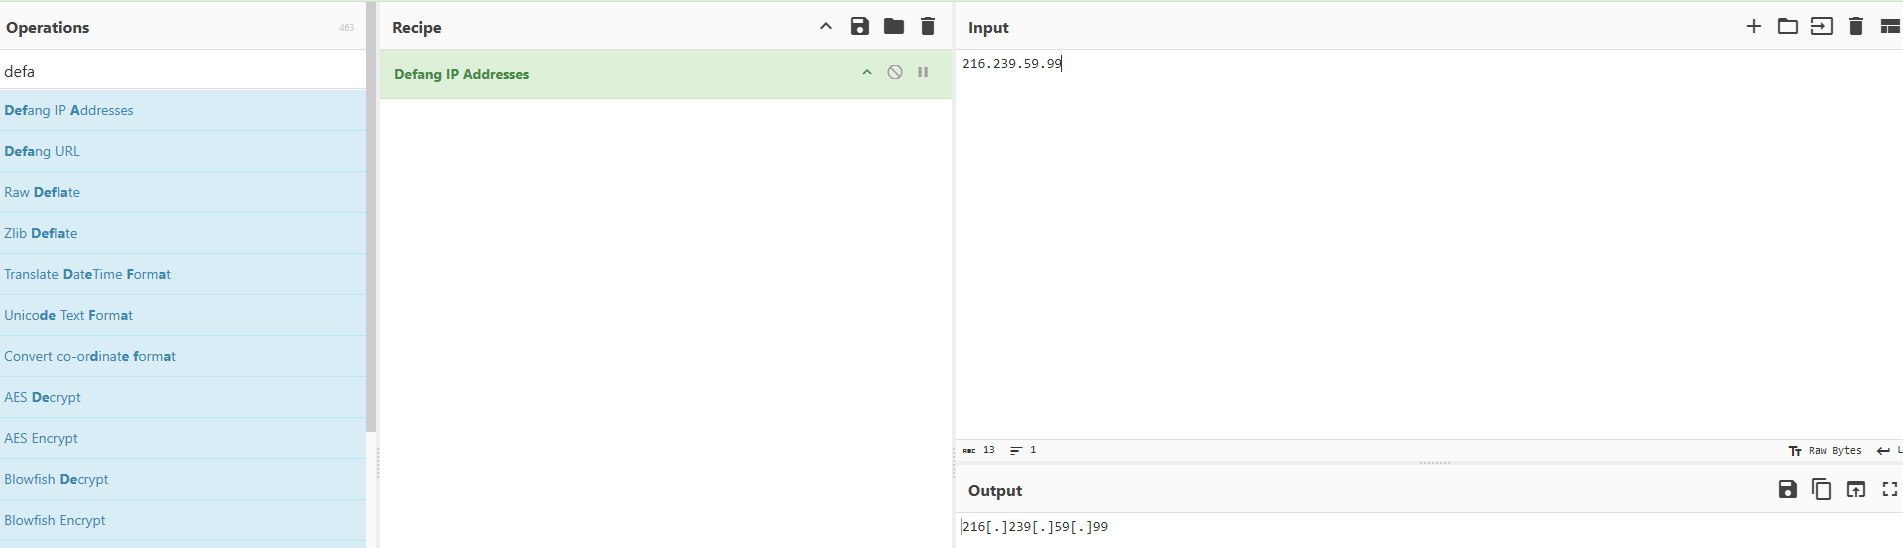 Operations 463
defa
Defang IP Addresses
Defang URL
Raw Deflate
Zlib Deflate
Translate DateTime Format
Unicode Text Format
Convert co-ordinate format
AES Decrypt
AES Encrypt
Blowfish Decrypt
Blowfish Encrypt
Recipe
Defang IP Addresses
Input
216.239.59.99
ABC 13 1 Tт Raw Bytes L
Output
216[.]239[.]59[.]99